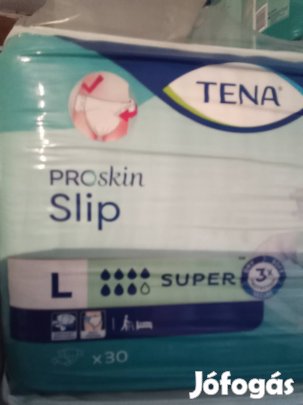 TENA
PROskin
Slip
L
SUPER
3x
x30
Jófogás